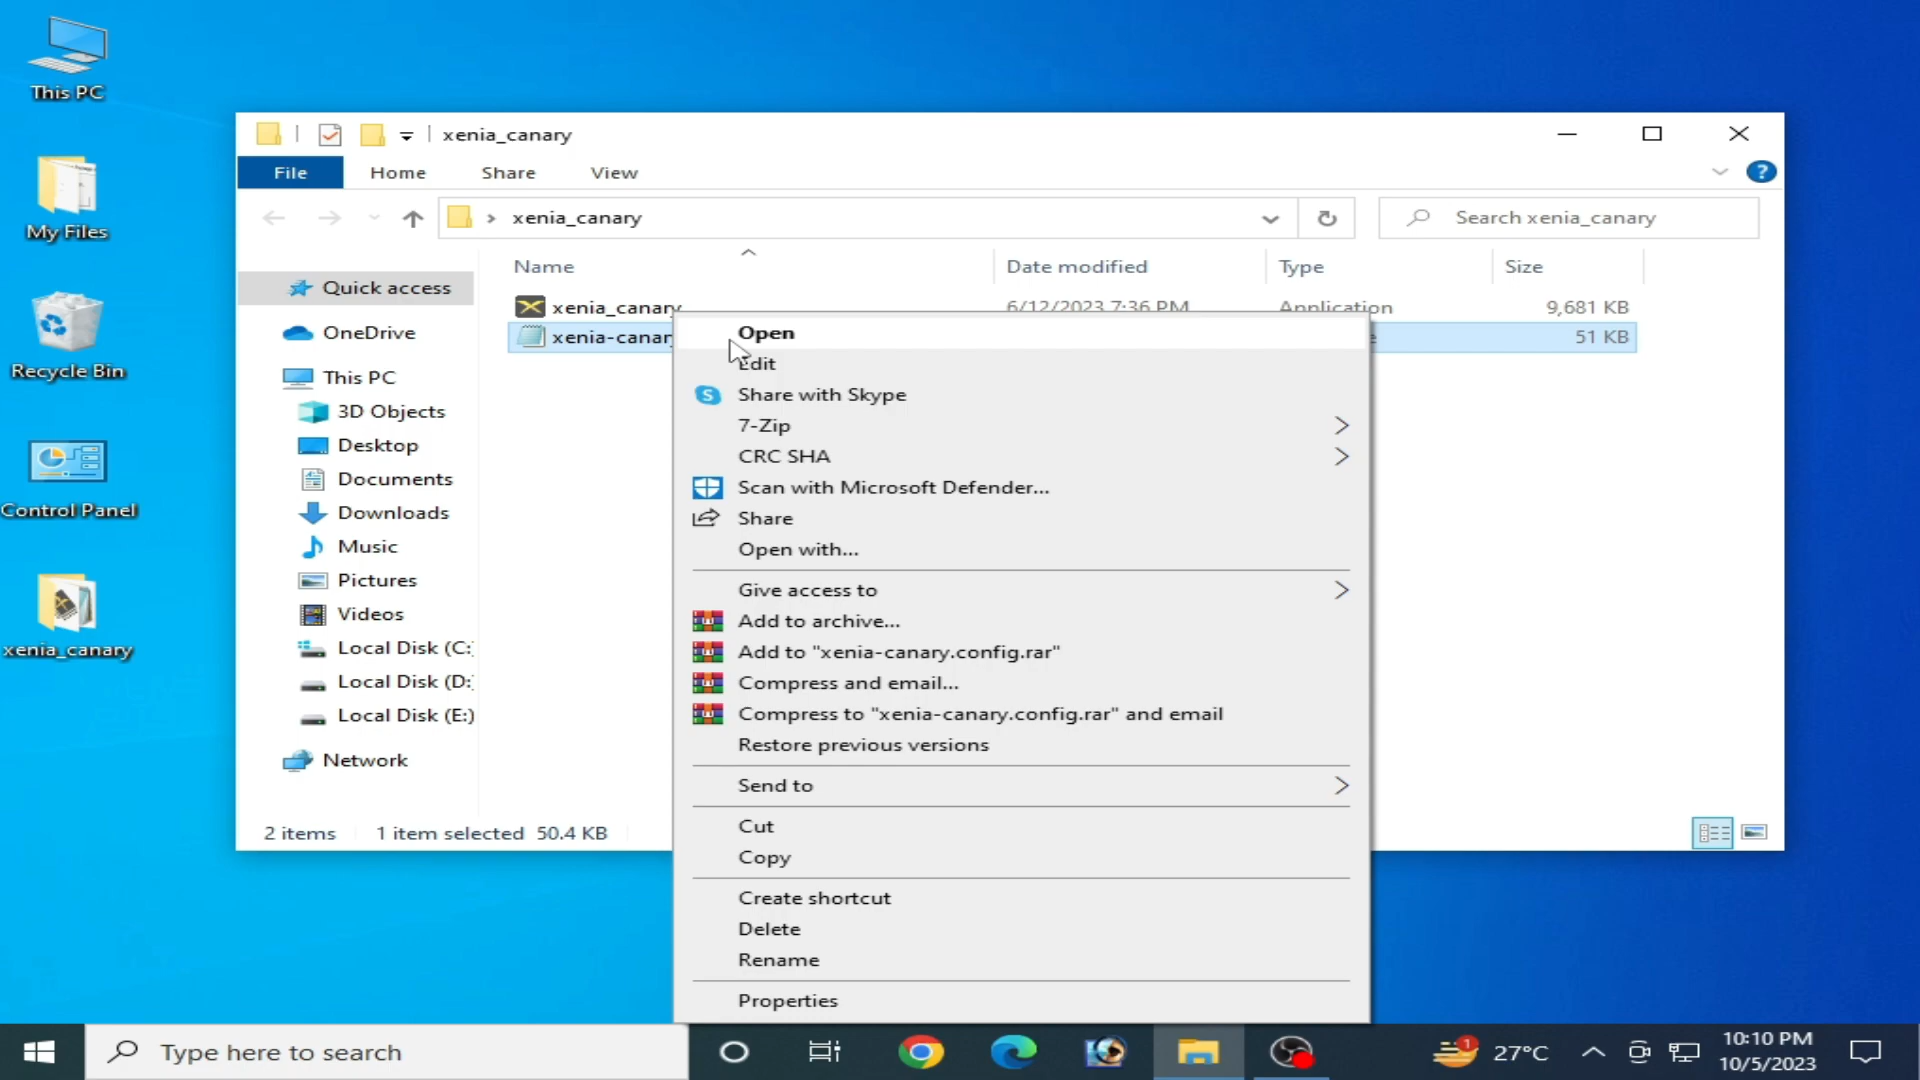 This PC
My Files
Recycle Bin
Control Panel
xenia_canary
xenia_canary
File
Home
Share
View
?
xenia_canary
Search xenia_canary
Name
Date modified
Type
Size
xenia_canary
6/12/2023 7:36 PM
Application
9,681 KB
xenia-canary
51 KB
Quick access
OneDrive
This PC
3D Objects
Desktop
Documents
Downloads
Music
Pictures
Videos
Local Disk (C:
Local Disk (D:
Local Disk (E:)
Network
2 items
1 item selected 50.4 KB
Open
Edit
Share with Skype
7-Zip
CRC SHA
Scan with Microsoft Defender...
Share
Open with...
Give access to
Add to archive...
Add to "xenia-canary.config.rar"
Compress and email...
Compress to "xenia-canary.config.rar" and email
Restore previous versions
Send to
Cut
Copy
Create shortcut
Delete
Rename
Properties
Type here to search
1
27°C
10:10 PM
10/5/2023